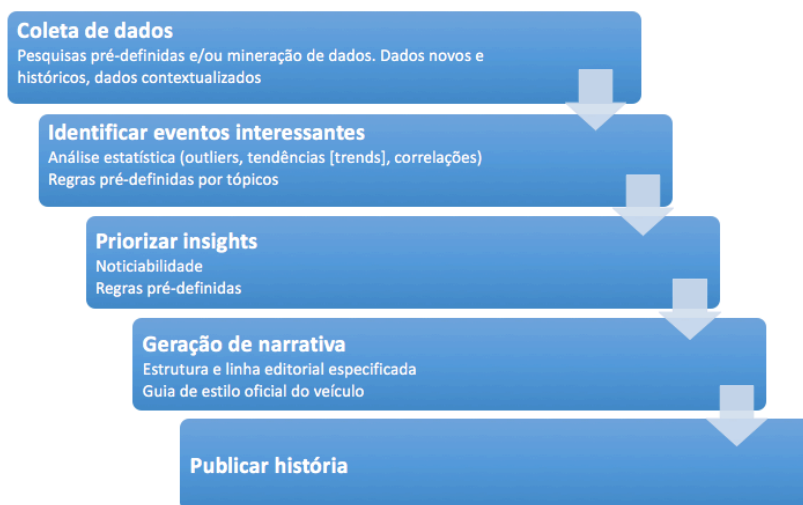 Coleta de dados
Pesquisas pré-definidas e/ou mineração de dados. Dados novos e
históricos, dados contextualizados
Identificar eventos interessantes
Análise estatística (outliers, tendências [trends], correlações)
Regras pré-definidas por tópicos
Priorizar insights
Noticiabilidade
Regras pré-definidas
Geração de narrativa
Estrutura e linha editorial especificada
Guia de estilo oficial do veículo
Publicar história